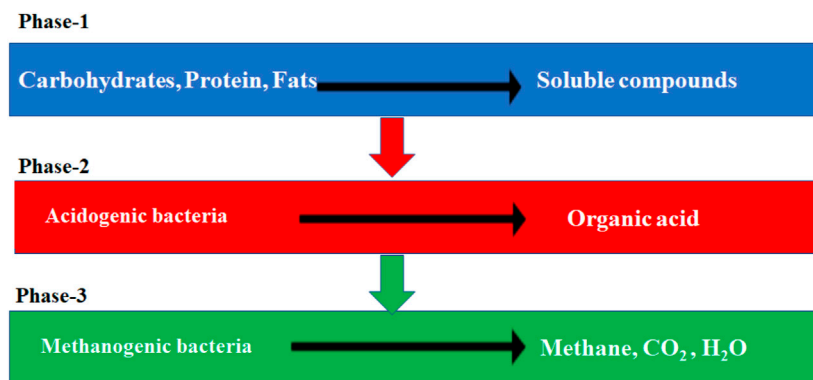 Phase-1
Carbohydrates, Protein, Fats Soluble compounds
Phase-2
Acidogenic bacteria Organic acid
Phase-3
Methanogenic bacteria Methane, CO₂ , H₂O